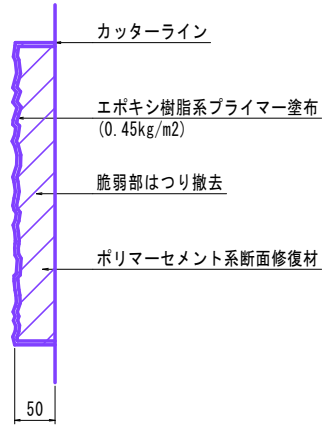 カッターライン
エポキシ樹脂系プライマー塗布
(0.45kg/m2)
脆弱部はつり撤去
ポリマーセメント系断面修復材
50